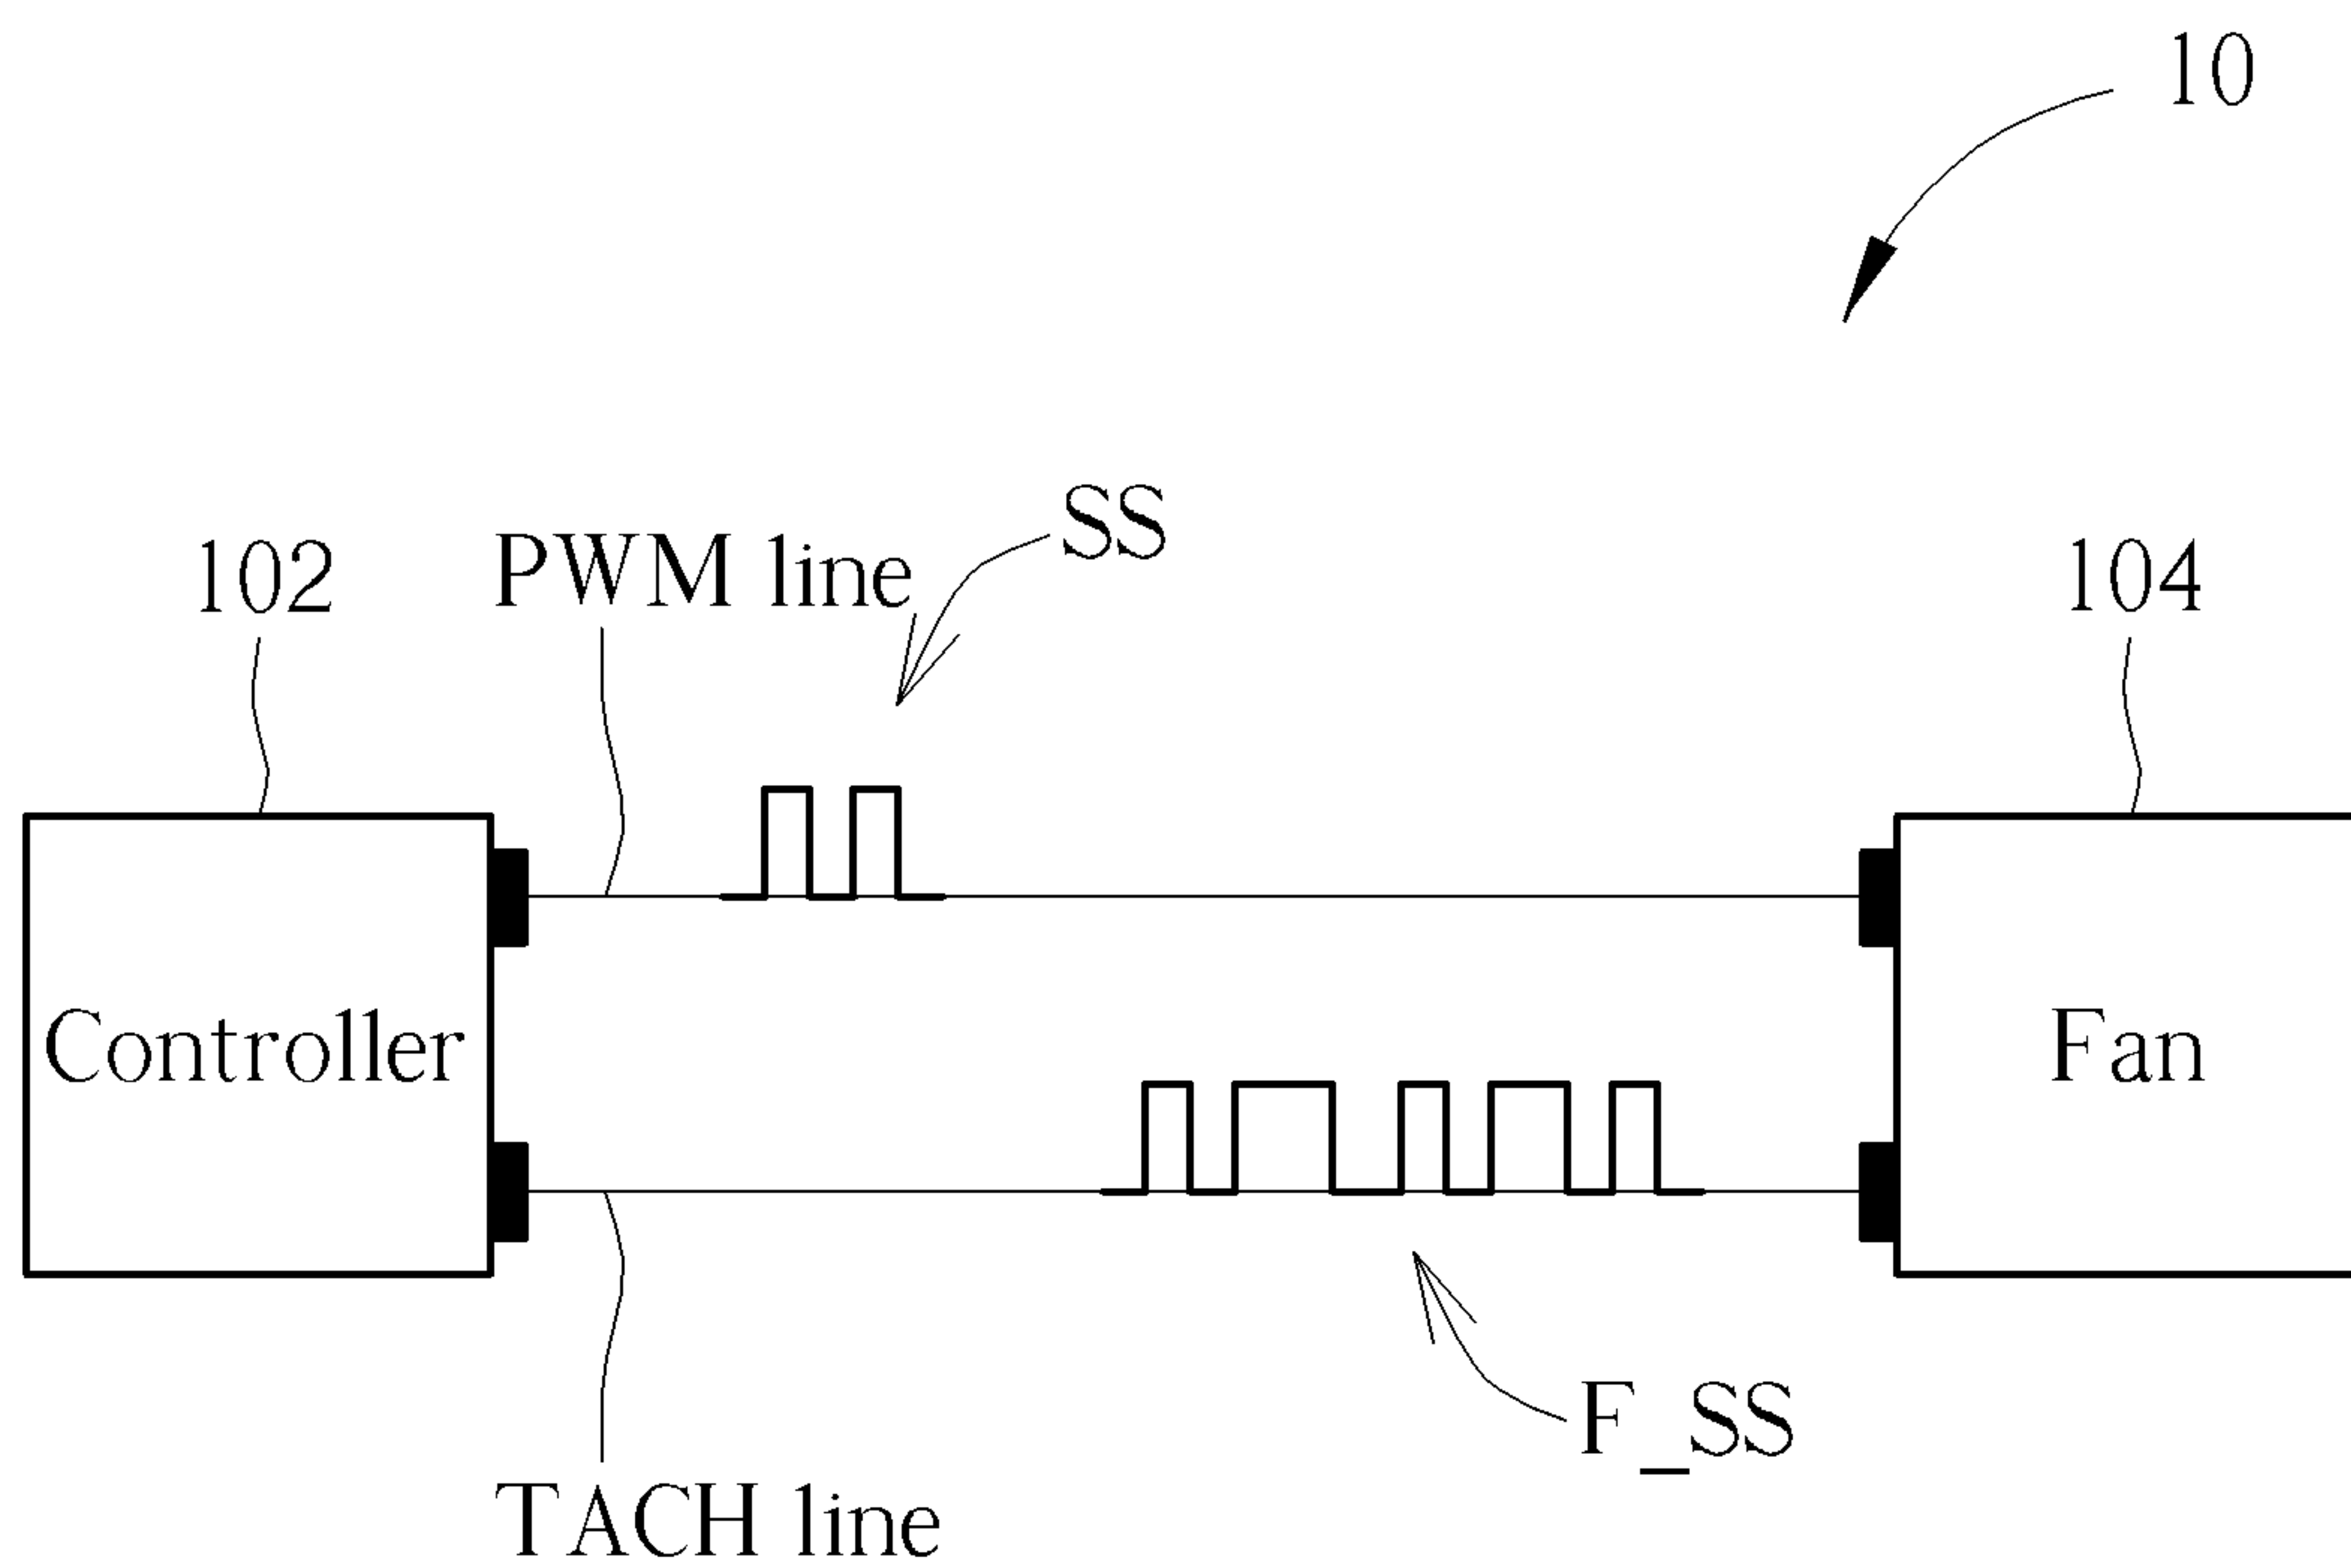 10
SS
102
PWM line
104
Controller
Fan
F_SS
TACH line